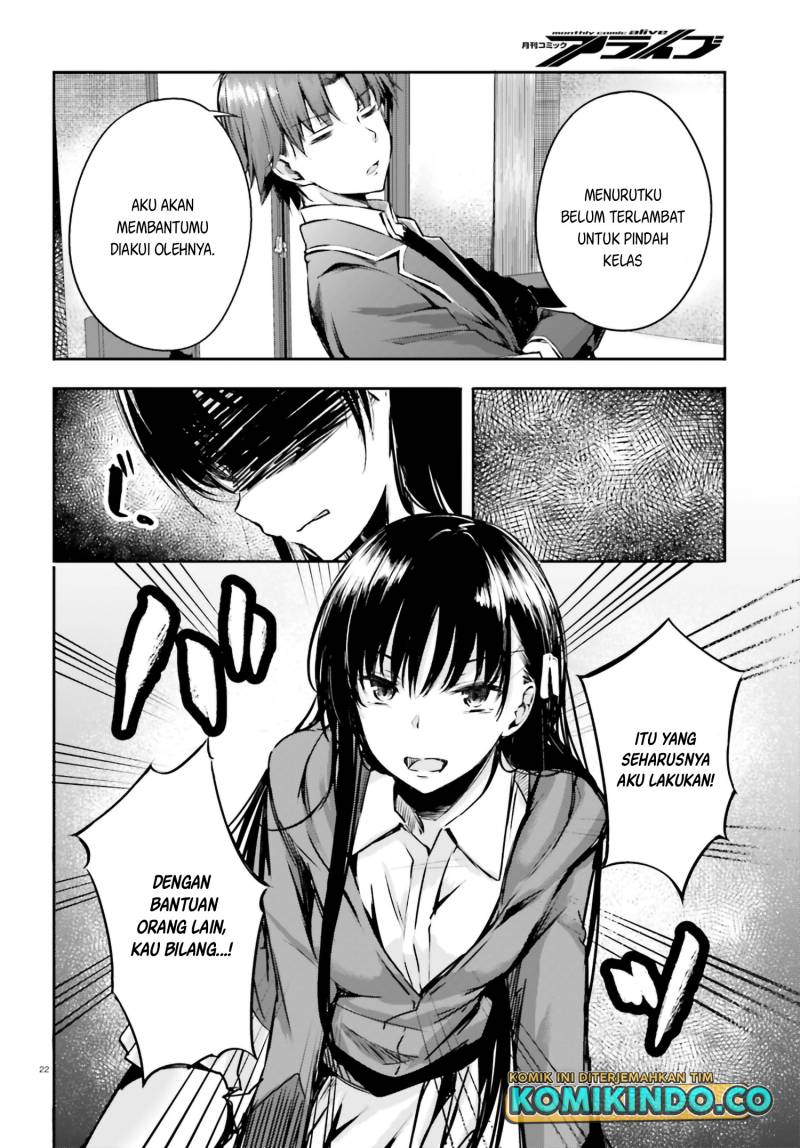 monthly comic alive
月刊コミック アライブ
MENURUTKU
BELUM TERLAMBAT
UNTUK PINDAH
KELAS
AKU AKAN
MEMBANTUMU
DIAKUI OLEHNYA.
ITU YANG
SEHARUSNYA
AKU LAKUKAN!
DENGAN
BANTUAN
ORANG LAIN,
KAU BILANG...!
22
KOMIK INI DITERJEMAHKAN TIM
KOMIKINDO.CO